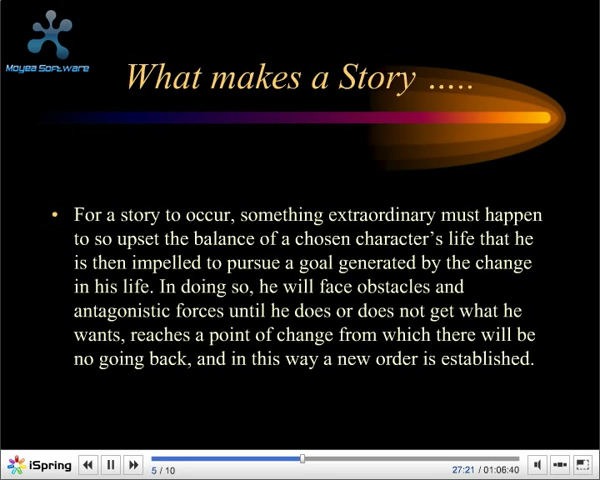 Moyea Software
What makes a Story .....
• For a story to occur, something extraordinary must happen
to so upset the balance of a chosen character’s life that he
is then impelled to pursue a goal generated by the change
in his life. In doing so, he will face obstacles and
antagonistic forces until he does or does not get what he
wants, reaches a point of change from which there will be
no going back, and in this way a new order is established.
iSpring
5 / 10
27:21 / 01:06:40